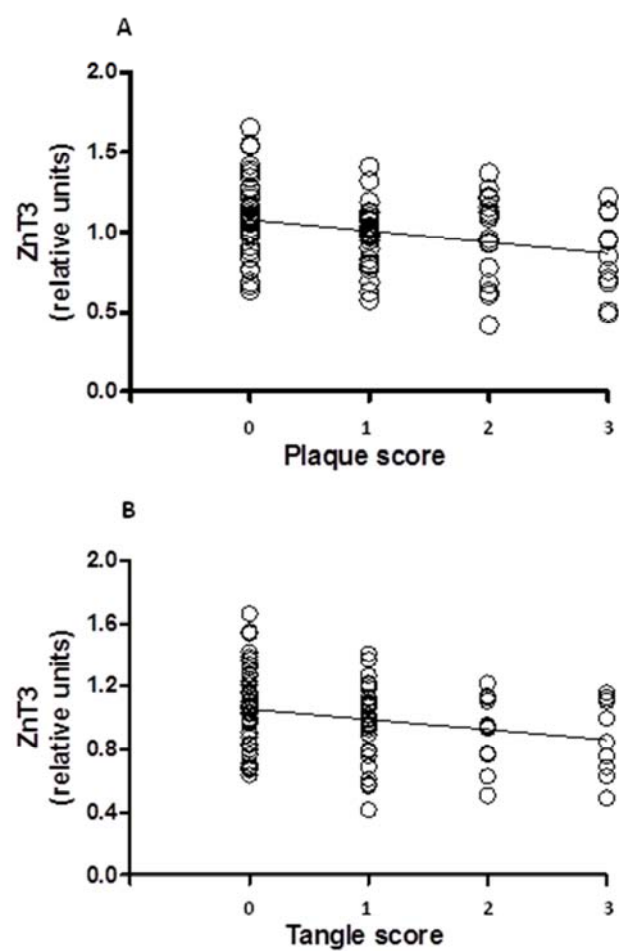 A
ZnT3
(relative units)
2.0
1.5
1.0
0.5
0.0
0 1 2 3
Plaque score
B
ZnT3
(relative units)
2.0
1.6
1.2
0.8
0.4
0.0
0 1 2 3
Tangle score